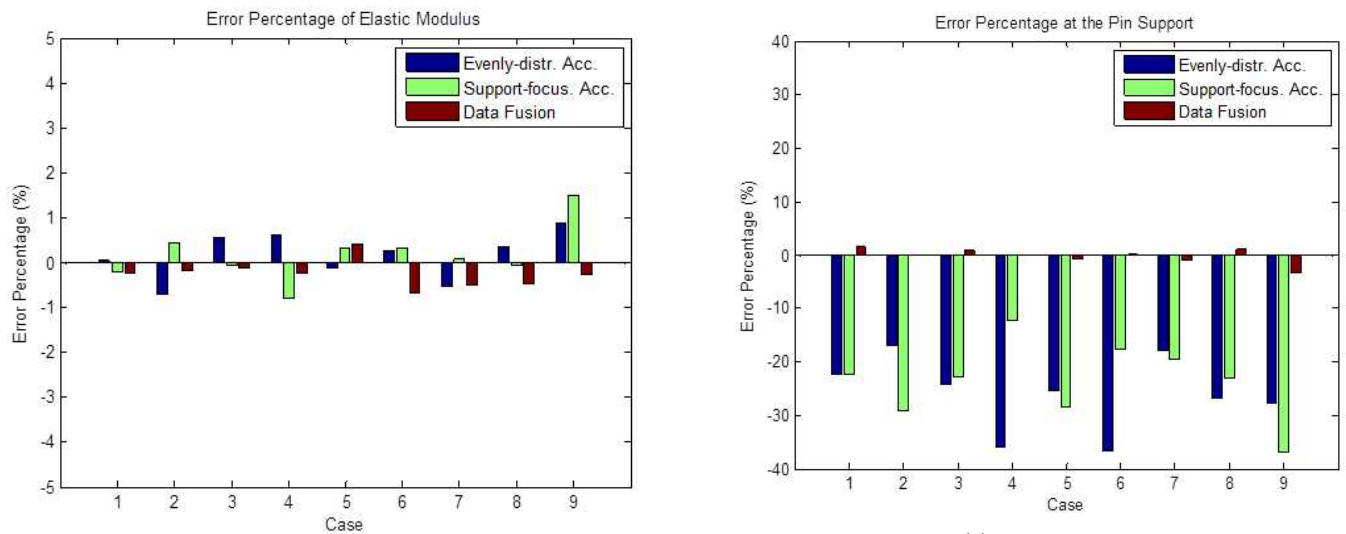 Error Percentage of Elastic Modulus
5
4
3
2
1
0
-1
-2
-3
-4
-5
Error Percentage (%)
Evenly-distr. Acc.
Support-focus. Acc.
Data Fusion
1 2 3 4 5 6 7 8 9
Case
Error Percentage at the Pin Support
40
30
20
10
0
-10
-20
-30
-40
Error Percentage (%)
Evenly-distr. Acc.
Support-focus. Acc.
Data Fusion
1 2 3 4 5 6 7 8 9
Case